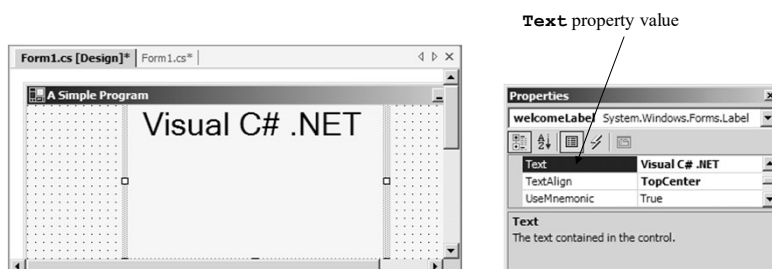 Text property value
Form1.cs [Design]* Form1.cs*
A Simple Program
Visual C# .NET
Properties
welcomeLabel System.Windows.Forms.Label
Text Visual C# .NET
TextAlign TopCenter
UseMnemonic True
Text
The text contained in the control.